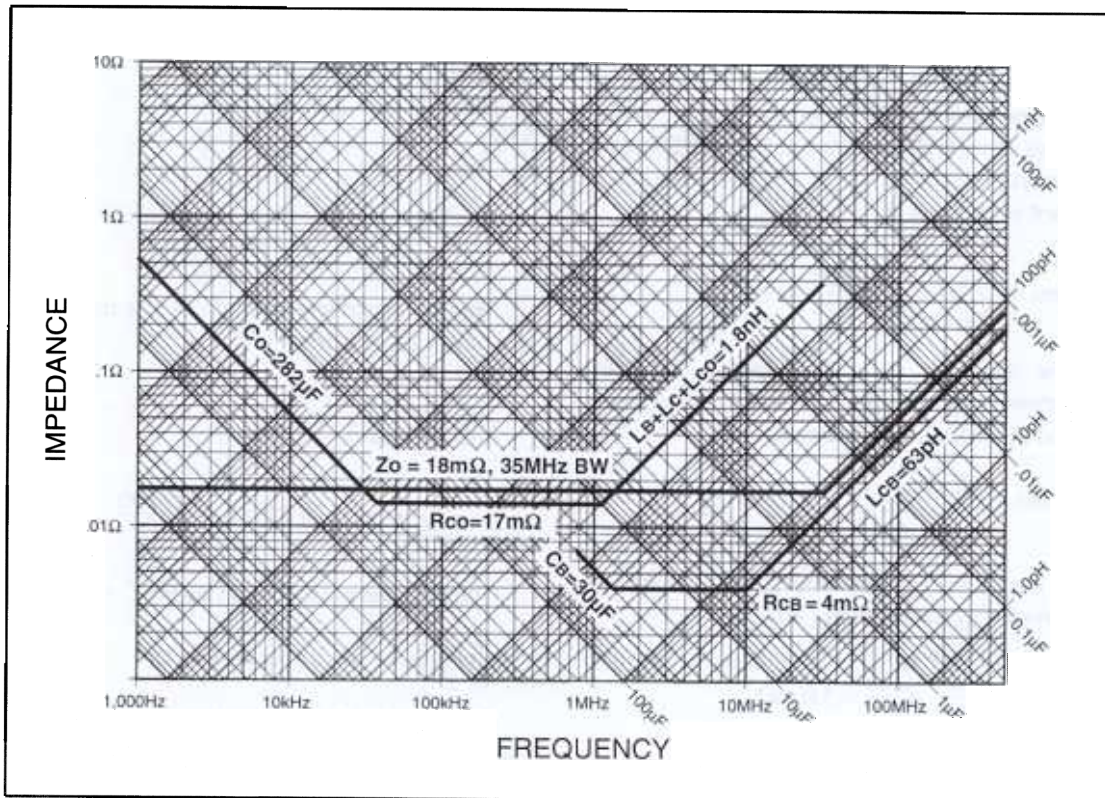 10Ω
1Ω
.1Ω
.01Ω
IMPEDANCE
1,000Hz
10kHz
100kHz
1MHz
10MHz
100MHz
FREQUENCY
CO=282μF
ZO = 18mΩ, 35MHz BW
RCO=17mΩ
LB+LC+LCO=1.8nH
CB=30μF
RCB = 4mΩ
LCB=63pH
1nH
100pF
100pH
.001μF
10pH
.01μF
1.0pH
0.1μF
100μF
10μF
1μF